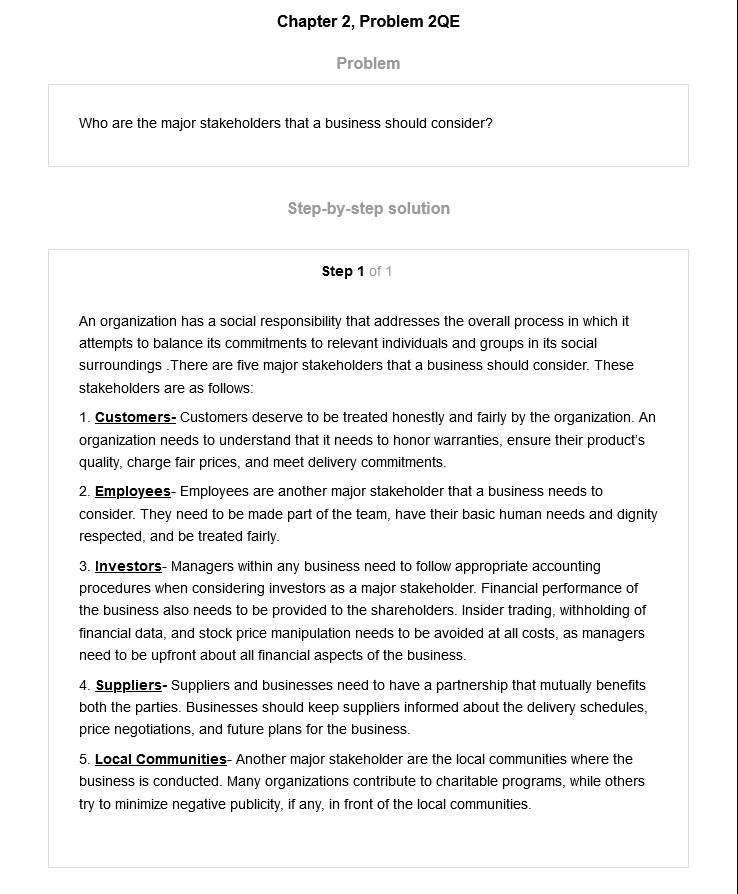 Chapter 2, Problem 2QE
Problem
Who are the major stakeholders that a business should consider?
Step-by-step solution
Step 1 of 1
An organization has a social responsibility that addresses the overall process in which it
attempts to balance its commitments to relevant individuals and groups in its social
surroundings .There are five major stakeholders that a business should consider. These
stakeholders are as follows:
1. Customers- Customers deserve to be treated honestly and fairly by the organization. An
organization needs to understand that it needs to honor warranties, ensure their product's
quality, charge fair prices, and meet delivery commitments.
2. Employees- Employees are another major stakeholder that a business needs to
consider. They need to be made part of the team, have their basic human needs and dignity
respected, and be treated fairly.
3. Investors- Managers within any business need to follow appropriate accounting
procedures when considering investors as a major stakeholder. Financial performance of
the business also needs to be provided to the shareholders. Insider trading, withholding of
financial data, and stock price manipulation needs to be avoided at all costs, as managers
need to be upfront about all financial aspects of the business.
4. Suppliers- Suppliers and businesses need to have a partnership that mutually benefits
both the parties. Businesses should keep suppliers informed about the delivery schedules,
price negotiations, and future plans for the business.
5. Local Communities- Another major stakeholder are the local communities where the
business is conducted. Many organizations contribute to charitable programs, while others
try to minimize negative publicity, if any, in front of the local communities.